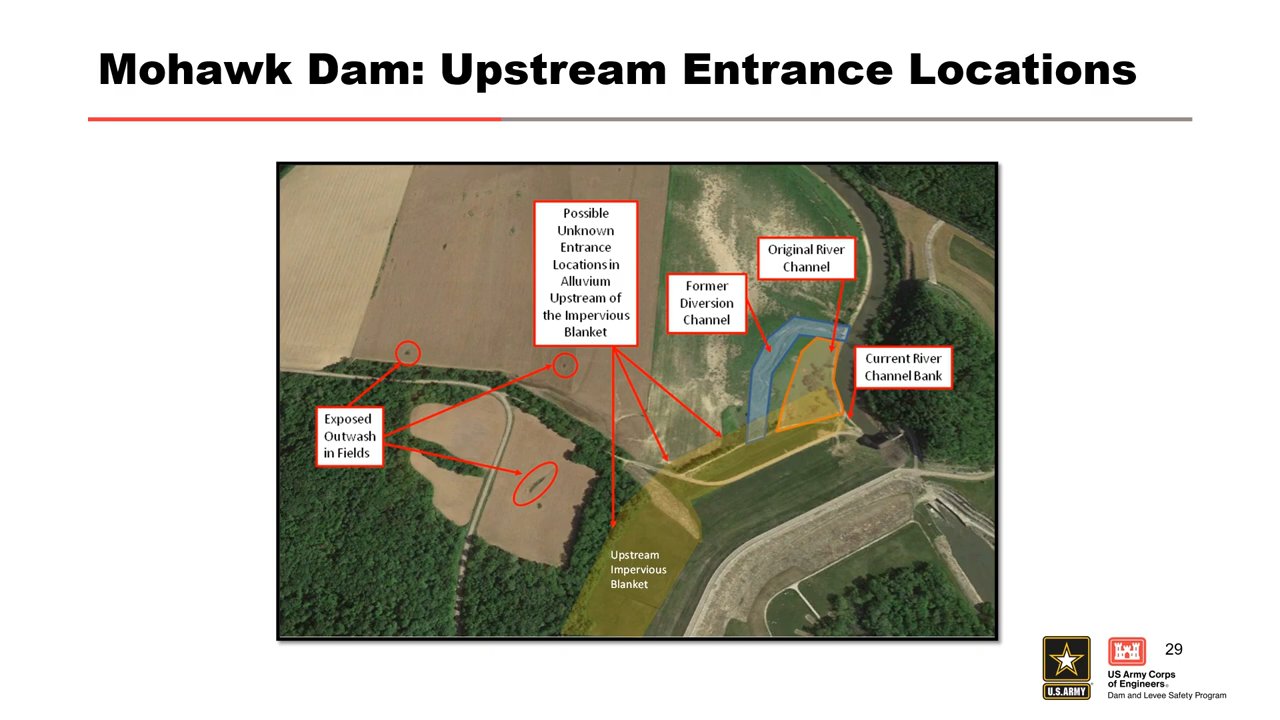 Mohawk Dam: Upstream Entrance Locations
Possible
Unknown
Entrance
Locations in
Alluvium
Upstream of
the Impervious
Blanket
Original River
Channel
Former
Diversion
Channel
Current River
Channel Bank
Exposed
Outwash
in Fields
Upstream
Impervious
Blanket
29
U.S.ARMY
US Army Corps
of Engineers®
Dam and Levee Safety Program